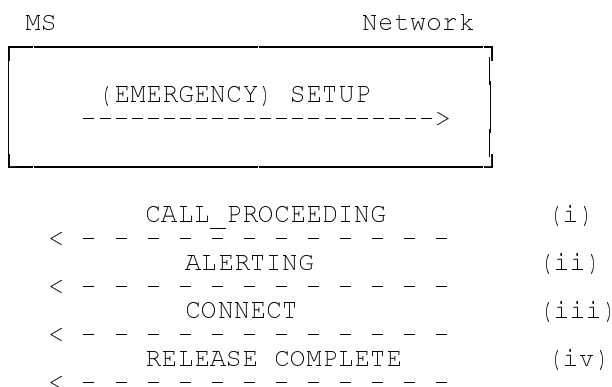 MS Network
(EMERGENCY) SETUP
---------------------->
CALL_PROCEEDING (i)
< - - - - - - - - - - - -
ALERTING (ii)
< - - - - - - - - - - - -
CONNECT (iii)
< - - - - - - - - - - - -
RELEASE COMPLETE (iv)
< - - - - - - - - - - - -